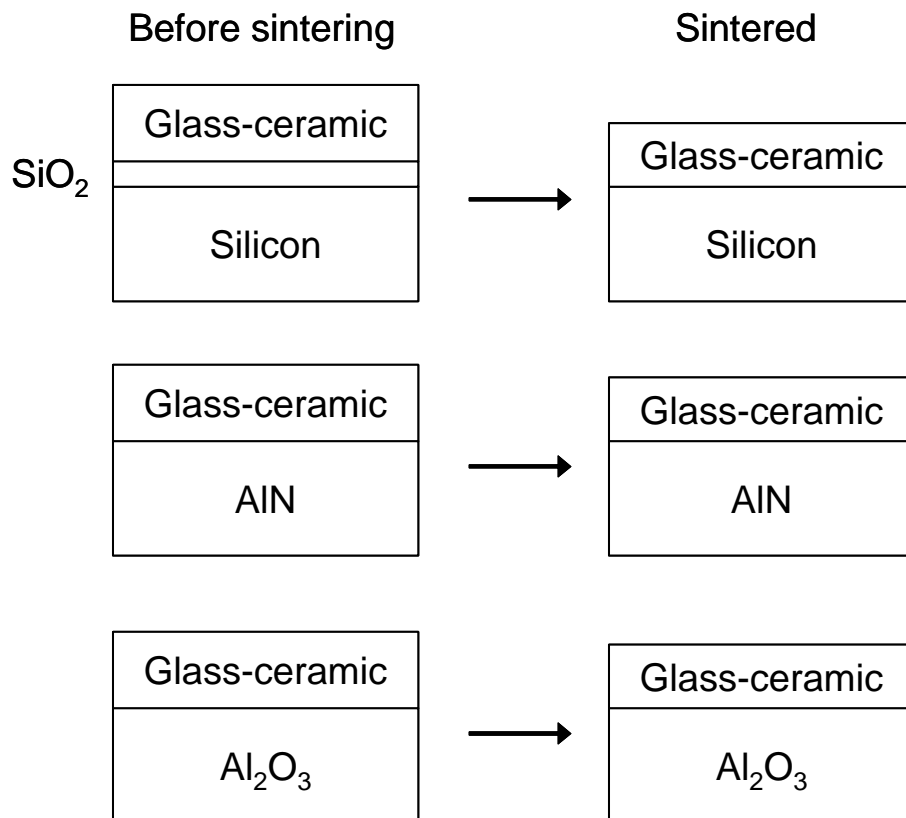 Before sintering
Sintered
Glass-ceramic
SiO₂
Silicon
Glass-ceramic
Silicon
Glass-ceramic
AlN
Glass-ceramic
AlN
Glass-ceramic
Al₂O₃
Glass-ceramic
Al₂O₃